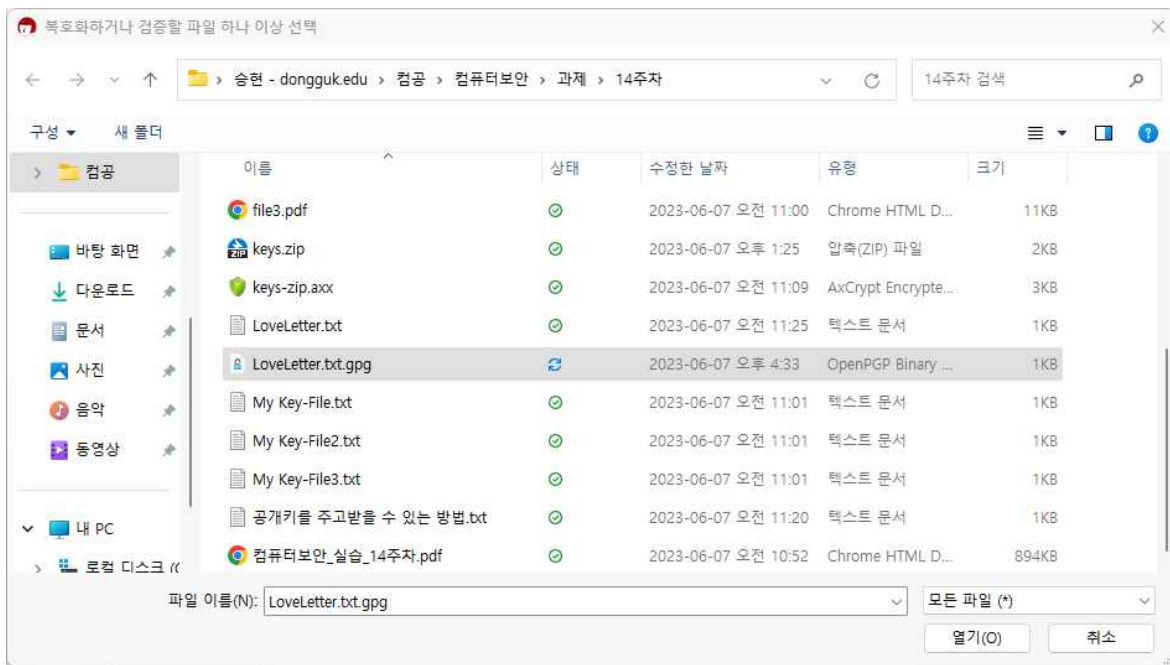 복호화하거나 검증할 파일 하나 이상 선택
승현 - dongguk.edu > 컴공 > 컴퓨터보안 > 과제 > 14주차
14주차 검색
구성
새 폴더
컴공
이름 상태 수정한 날짜 유형 크기
file3.pdf 2023-06-07 오전 11:00 Chrome HTML D... 11KB
바탕 화면
keys.zip 2023-06-07 오후 1:25 압축(ZIP) 파일 2KB
다운로드
keys-zip.axx 2023-06-07 오전 11:09 AxCrypt Encrypte... 3KB
문서
LoveLetter.txt 2023-06-07 오전 11:25 텍스트 문서 1KB
사진
LoveLetter.txt.gpg 2023-06-07 오후 4:33 OpenPGP Binary ... 1KB
음악
My Key-File.txt 2023-06-07 오전 11:01 텍스트 문서 1KB
동영상
My Key-File2.txt 2023-06-07 오전 11:01 텍스트 문서 1KB
My Key-File3.txt 2023-06-07 오전 11:01 텍스트 문서 1KB
내 PC
공개키를 주고받을 수 있는 방법.txt 2023-06-07 오전 11:20 텍스트 문서 1KB
로컬 디스크 (C
컴퓨터보안_실습_14주차.pdf 2023-06-07 오전 10:52 Chrome HTML D... 894KB
파일 이름(N): LoveLetter.txt.gpg
모든 파일 (*)
열기(O)
취소